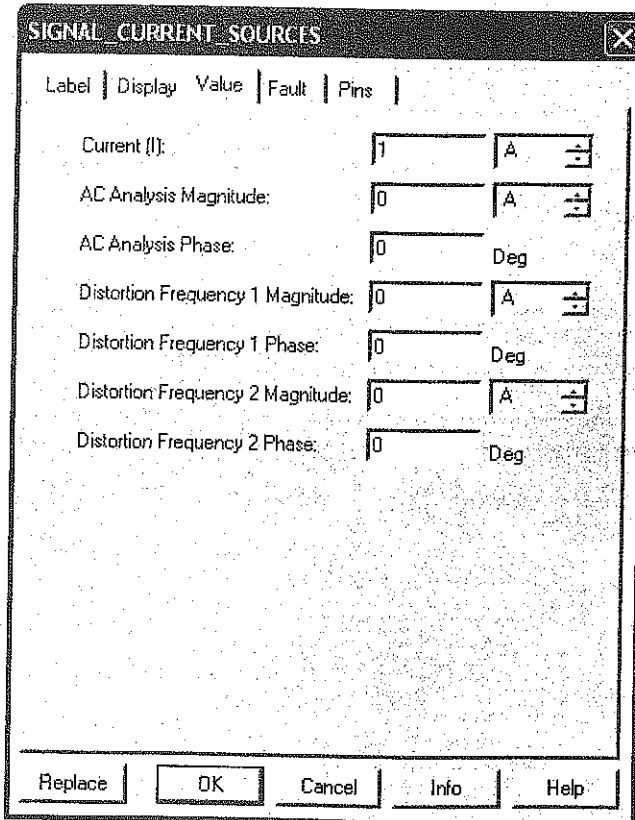 SIGNAL_CURRENT_SOURCES
Label Display Value Fault Pins
Current (I): 1 A
AC Analysis Magnitude: 0 A
AC Analysis Phase: 0 Deg
Distortion Frequency 1 Magnitude: 0 A
Distortion Frequency 1 Phase: 0 Deg
Distortion Frequency 2 Magnitude: 0 A
Distortion Frequency 2 Phase: 0 Deg
Replace OK Cancel Info Help